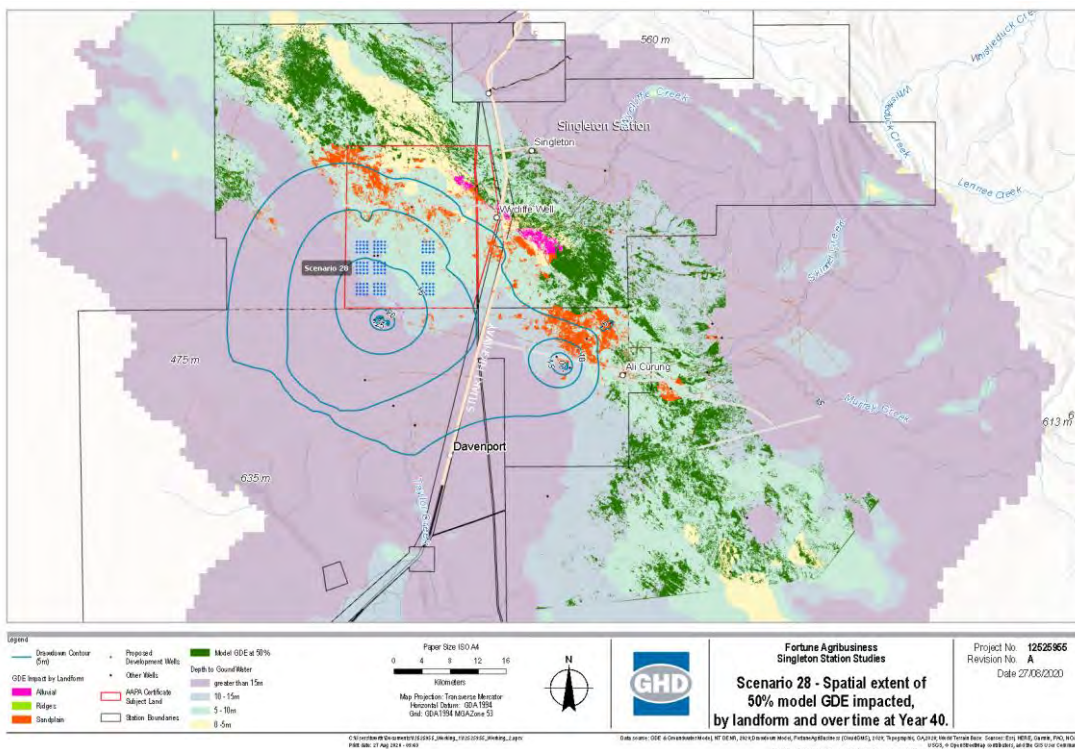 560 m
Whistleduck Creek
Singleton Station
Singleton
Lennee Creek
Wycliffe Well
Scenario 28
STUART HIGHWAY
475 m
Ali Curung
Davenport
613 m
635 m
Legend
Drawdown Contour
(5m)
GDE Impact by Landform
Alluvial
Ridges
Sandplain
Proposed
Development Wells
Other Wells
AAPA Certificate
Subject Land
Station Boundaries
Model GDE at 50%
Depth to GroundWater
greater than 15m
10 - 15m
5 - 10m
0 -5m
Paper Size ISO A4
0 4 8 12 16
Kilometers
Map Projection: Transverse Mercator
Horizontal Datum: GDA1994
Grid: GDA1994 MGA Zone 53
N
GHD
Fortune Agribusiness
Singleton Station Studies
Scenario 28 - Spatial extent of
50% model GDE impacted,
by landform and over time at Year 40.
Project No. 12525955
Revision No. A
Date 27/08/2020